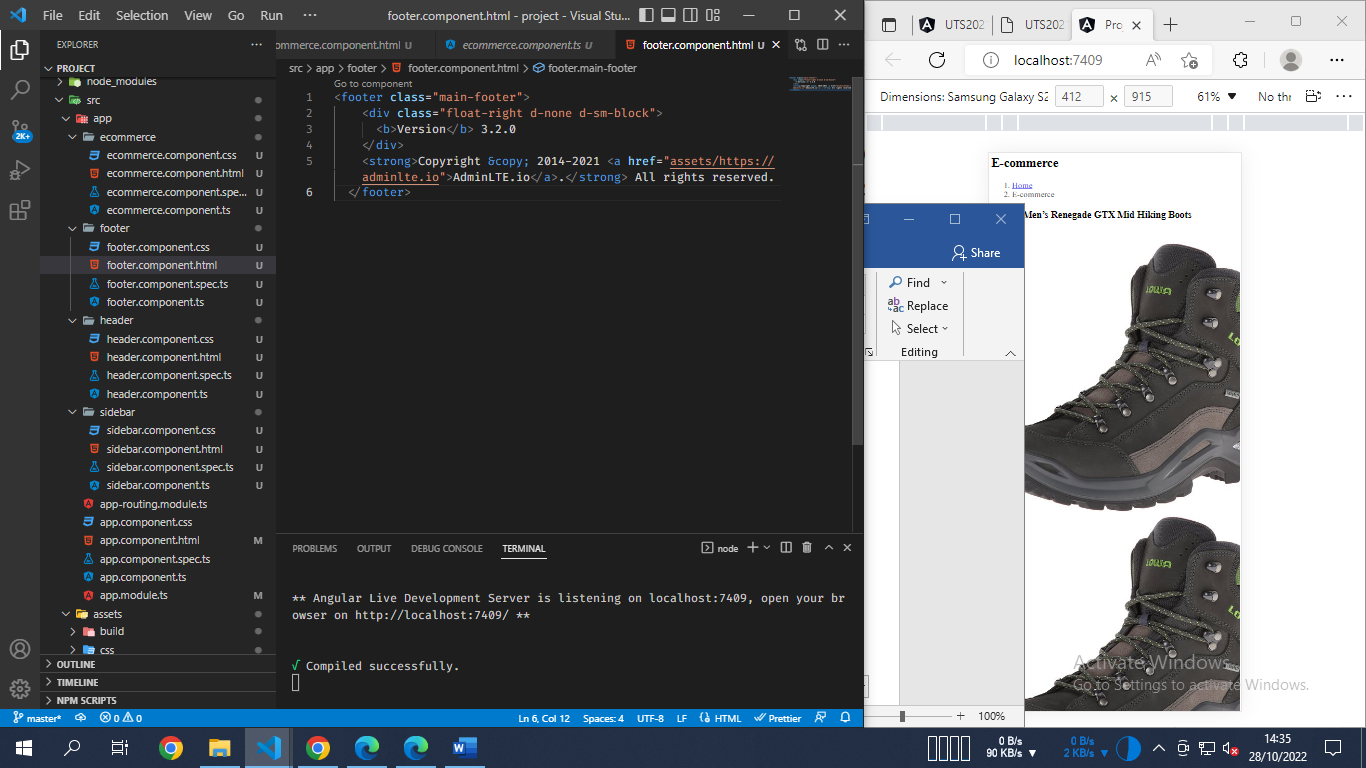 File Edit Selection View Go Run ··· footer.component.html - project - Visual Stu...
EXPLORER
PROJECT
node_modules
src
app
ecommerce
ecommerce.component.css U
ecommerce.component.html U
ecommerce.component.spe... U
ecommerce.component.ts U
footer
footer.component.css U
footer.component.html U
footer.component.spec.ts U
footer.component.ts U
header
header.component.css U
header.component.html U
header.component.spec.ts U
header.component.ts U
sidebar
sidebar.component.css U
sidebar.component.html U
sidebar.component.spec.ts U
sidebar.component.ts U
app-routing.module.ts
app.component.css
app.component.html M
app.component.spec.ts
app.component.ts
app.module.ts M
assets
build
css
OUTLINE
TIMELINE
NPM SCRIPTS
2K+
ommerce.component.html U ecommerce.component.ts U footer.component.html U
src > app > footer > footer.component.html > footer.main-footer
Go to component
1 <footer class="main-footer">
2 <div class="float-right d-none d-sm-block">
3 <b>Version</b> 3.2.0
4 </div>
5 <strong>Copyright &copy; 2014-2021 <a href="assets/https://
adminlte.io">AdminLTE.io</a>.</strong> All rights reserved.
6 </footer>
PROBLEMS OUTPUT DEBUG CONSOLE TERMINAL node
** Angular Live Development Server is listening on localhost:7409, open your br
owser on http://localhost:7409/ **
√ Compiled successfully.
master* 0 0 Ln 6, Col 12 Spaces: 4 UTF-8 LF HTML Prettier
UTS202 UTS202 Pro
localhost:7409
Dimensions: Samsung Galaxy S2 412 x 915 61% No thr
E-commerce
1. Home
2. E-commerce
Men's Renegade GTX Mid Hiking Boots
LOWA
LOWA
Share
Find
Replace
Select
Editing
100%
Activate Windows
Go to Settings to activate Windows.
0 B/s
90 KB/s
0 B/s
2 KB/s
14:35
28/10/2022